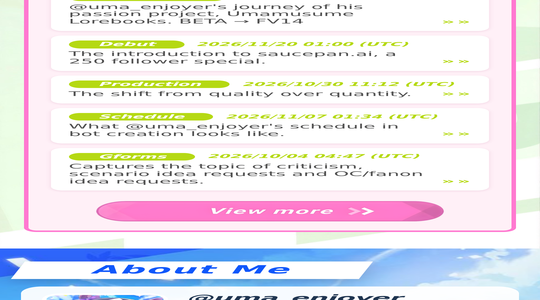 @uma_enjoyer's journey of his
passion project, Umamusume
Lorebooks. BETA → FV14
»»
Debut 2026/11/20 01:00 (UTC)
The introduction to saucepan.ai, a
250 follower special.
»»
Production 2026/10/30 11:12 (UTC)
The shift from quality over quantity.
»»
Schedule 2026/11/07 01:34 (UTC)
What @uma_enjoyer's schedule in
bot creation looks like.
»»
Gforms 2026/10/04 04:47 (UTC)
Captures the topic of criticism,
scenario idea requests and OC/fanon
idea requests.
»»
View more »
About Me
@uma_enjoyer